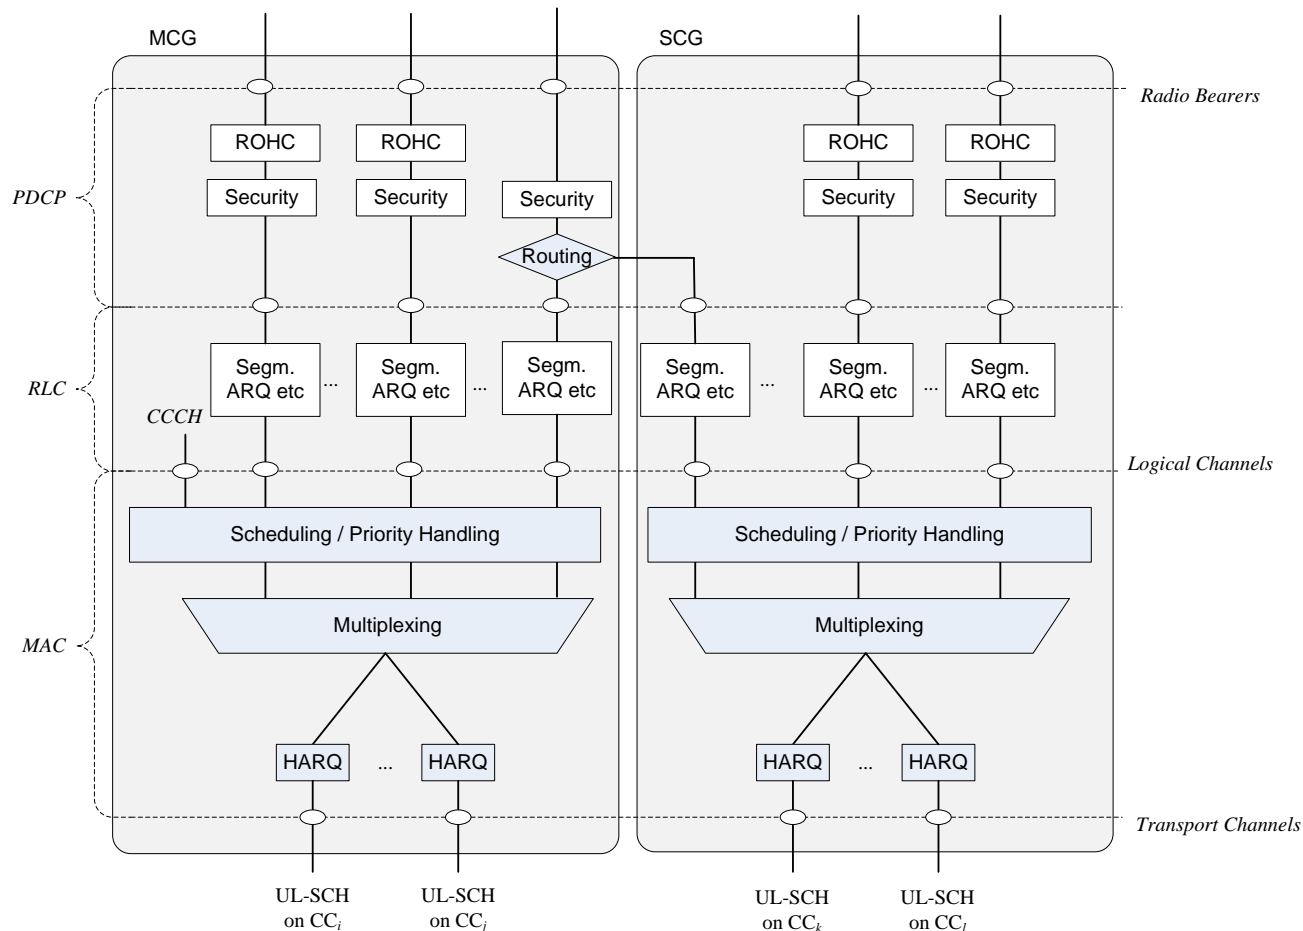 MCG
SCG
Radio Bearers
ROHC
ROHC
ROHC
ROHC
PDCP
Security
Security
Security
Security
Security
Routing
RLC
Segm.
ARQ etc
...
Segm.
ARQ etc
...
Segm.
ARQ etc
Segm.
ARQ etc
...
Segm.
ARQ etc
...
Segm.
ARQ etc
CCCH
Logical Channels
Scheduling / Priority Handling
Scheduling / Priority Handling
MAC
Multiplexing
Multiplexing
HARQ
...
HARQ
HARQ
...
HARQ
Transport Channels
UL-SCH
on CCi
UL-SCH
on CCj
UL-SCH
on CCk
UL-SCH
on CCl